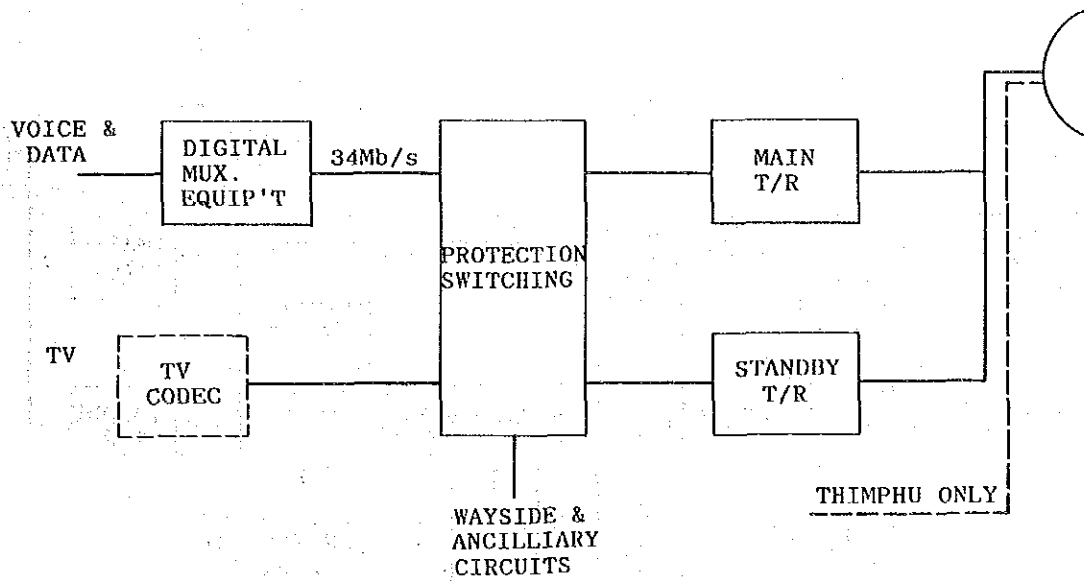 VOICE &
DATA
DIGITAL
MUX.
EQUIP'T
34Mb/s
MAIN
T/R
PROTECTION
SWITCHING
TV
TV
CODEC
STANDBY
T/R
THIMPHU ONLY
WAYSIDE &
ANCILLIARY
CIRCUITS